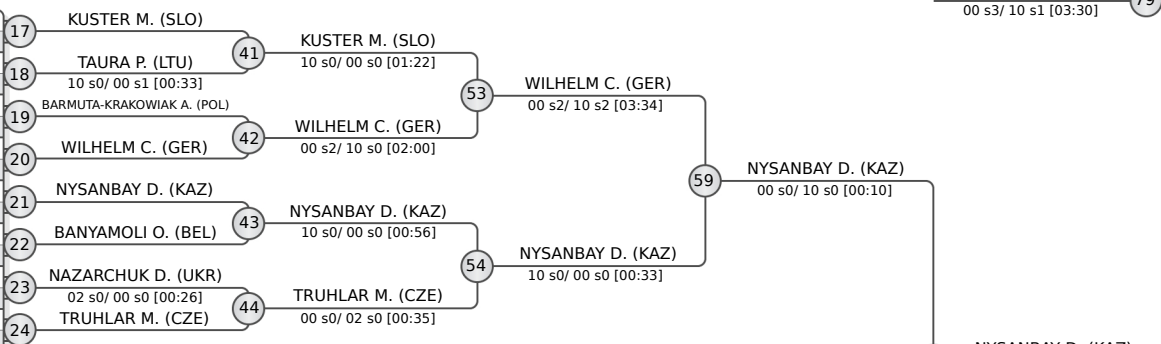 00 s3/ 10 s1 [03:30]
79
17
KUSTER M. (SLO)
41
KUSTER M. (SLO)
10 s0/ 00 s0 [01:22]
18
TAURA P. (LTU)
10 s0/ 00 s1 [00:33]
53
WILHELM C. (GER)
00 s2/ 10 s2 [03:34]
19
BARMUTA-KRAKOWIAK A. (POL)
42
WILHELM C. (GER)
00 s2/ 10 s0 [02:00]
20
WILHELM C. (GER)
59
NYSANBAY D. (KAZ)
00 s0/ 10 s0 [00:10]
21
NYSANBAY D. (KAZ)
43
NYSANBAY D. (KAZ)
10 s0/ 00 s0 [00:56]
22
BANYAMOLI O. (BEL)
54
NYSANBAY D. (KAZ)
10 s0/ 00 s0 [00:33]
23
NAZARCHUK D. (UKR)
02 s0/ 00 s0 [00:26]
44
TRUHLAR M. (CZE)
00 s0/ 02 s0 [00:35]
24
TRUHLAR M. (CZE)
NYSANBAY D. (KAZ)